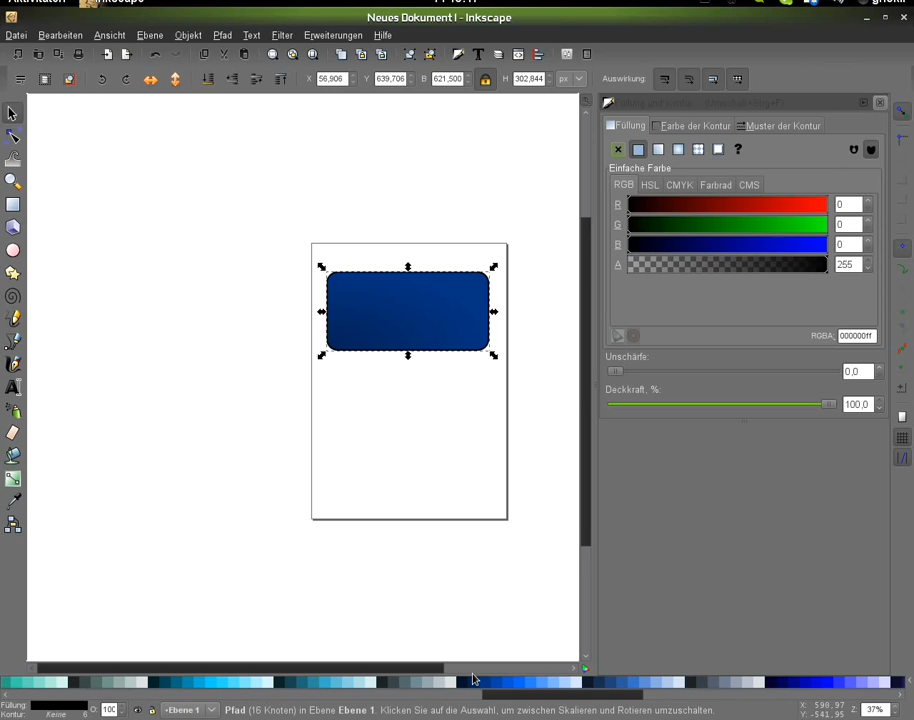 Neues Dokument 1 - Inkscape
Datei Bearbeiten Ansicht Ebene Objekt Pfad Text Filter Erweiterungen Hilfe
X 56,906 Y 639,706 B 621,500 H 302,844 px Auswirkung:
Füllung Farbe der Kontur Muster der Kontur
?
Einfache Farbe
RGB HSL CMYK Farbrad CMS
R 0
G 0
B 0
A 255
RGBA: 000000ff
Unschärfe:
0,0
Deckkraft, %:
100,0
Füllung:
Kontur: Keine 6
O: 100
Ebene 1
Pfad (16 Knoten) in Ebene Ebene 1. Klicken Sie auf die Auswahl, um zwischen Skalieren und Rotieren umzuschalten.
X: 590,97
Y: -541,95
Z: 37%